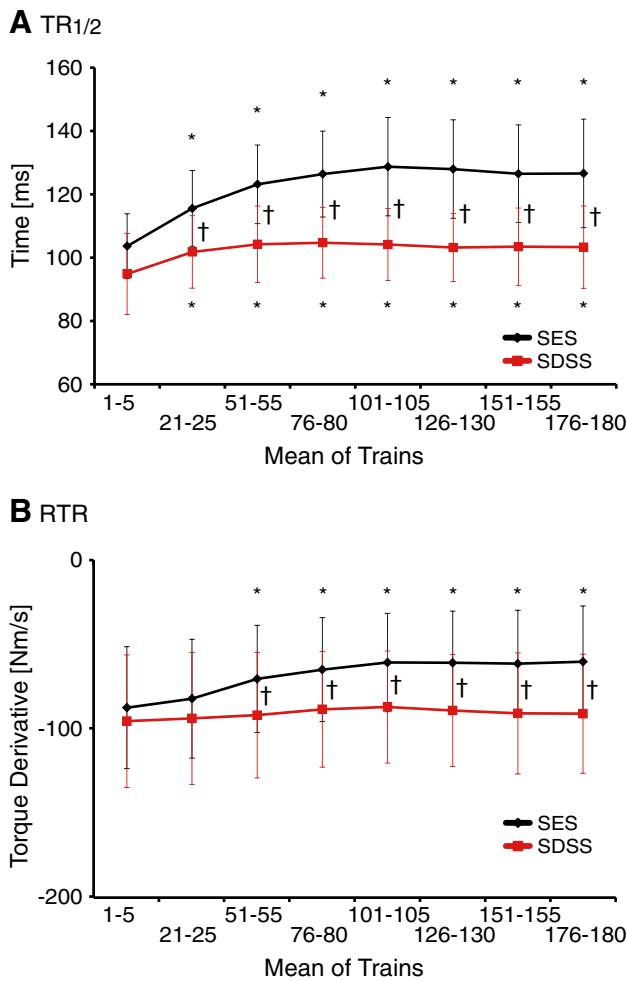 A TR1/2
160
* * * * * * *
140
120
† † † † † † †
100
80
* * * * * * *
60
Time [ms]
SES
SDSS
1-5 51-55 101-105 151-155
21-25 76-80 126-130 176-180
Mean of Trains
B RTR
0
* * * * * *
† † † † † †
-100
-200
Torque Derivative [Nm/s]
SES
SDSS
1-5 51-55 101-105 151-155
21-25 76-80 126-130 176-180
Mean of Trains